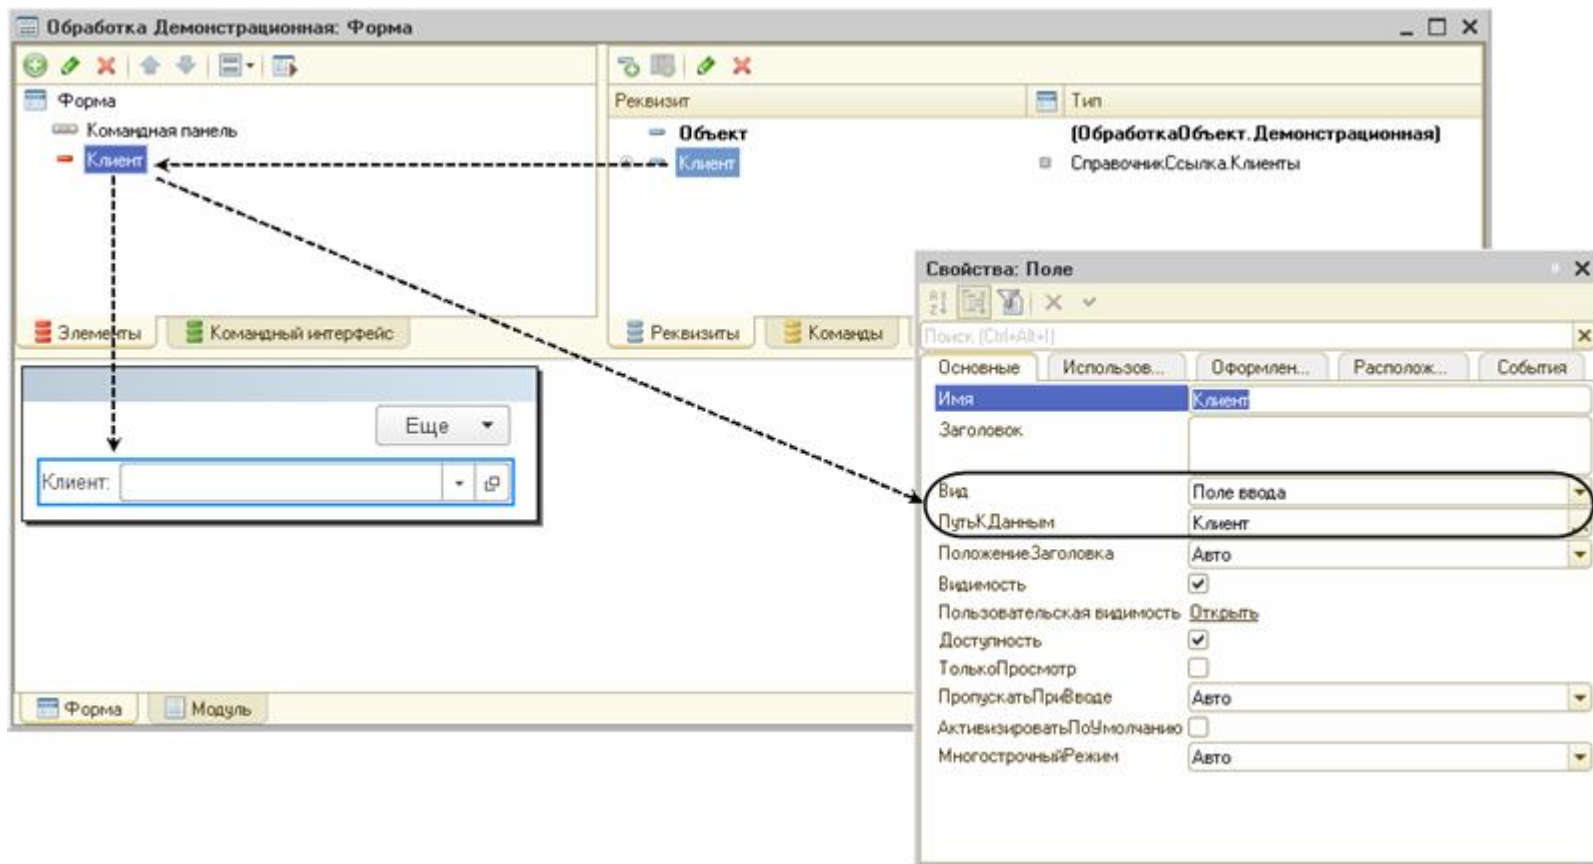 Обработка Демонстрационная: Форма
Форма
Командная панель
Клиент
Элементы
Командный интерфейс
Реквизит
Тип
Объект
(ОбработкаОбъект.Демонстрационная)
Клиент
СправочникСсылка.Клиенты
Реквизиты
Команды
Еще
Клиент:
Форма
Модуль
Свойства: Поле
Поиск (Ctrl+Alt+I)
Основные
Использов...
Оформлен...
Располож...
События
Имя
Клиент
Заголовок
Вид
Поле ввода
ПутьКДанным
Клиент
ПоложениеЗаголовка
Авто
Видимость
Пользовательская видимость
Открыть
Доступность
ТолькоПросмотр
ПропускатьПриВводе
Авто
АктивизироватьПоУмолчанию
МногострочныйРежим
Авто